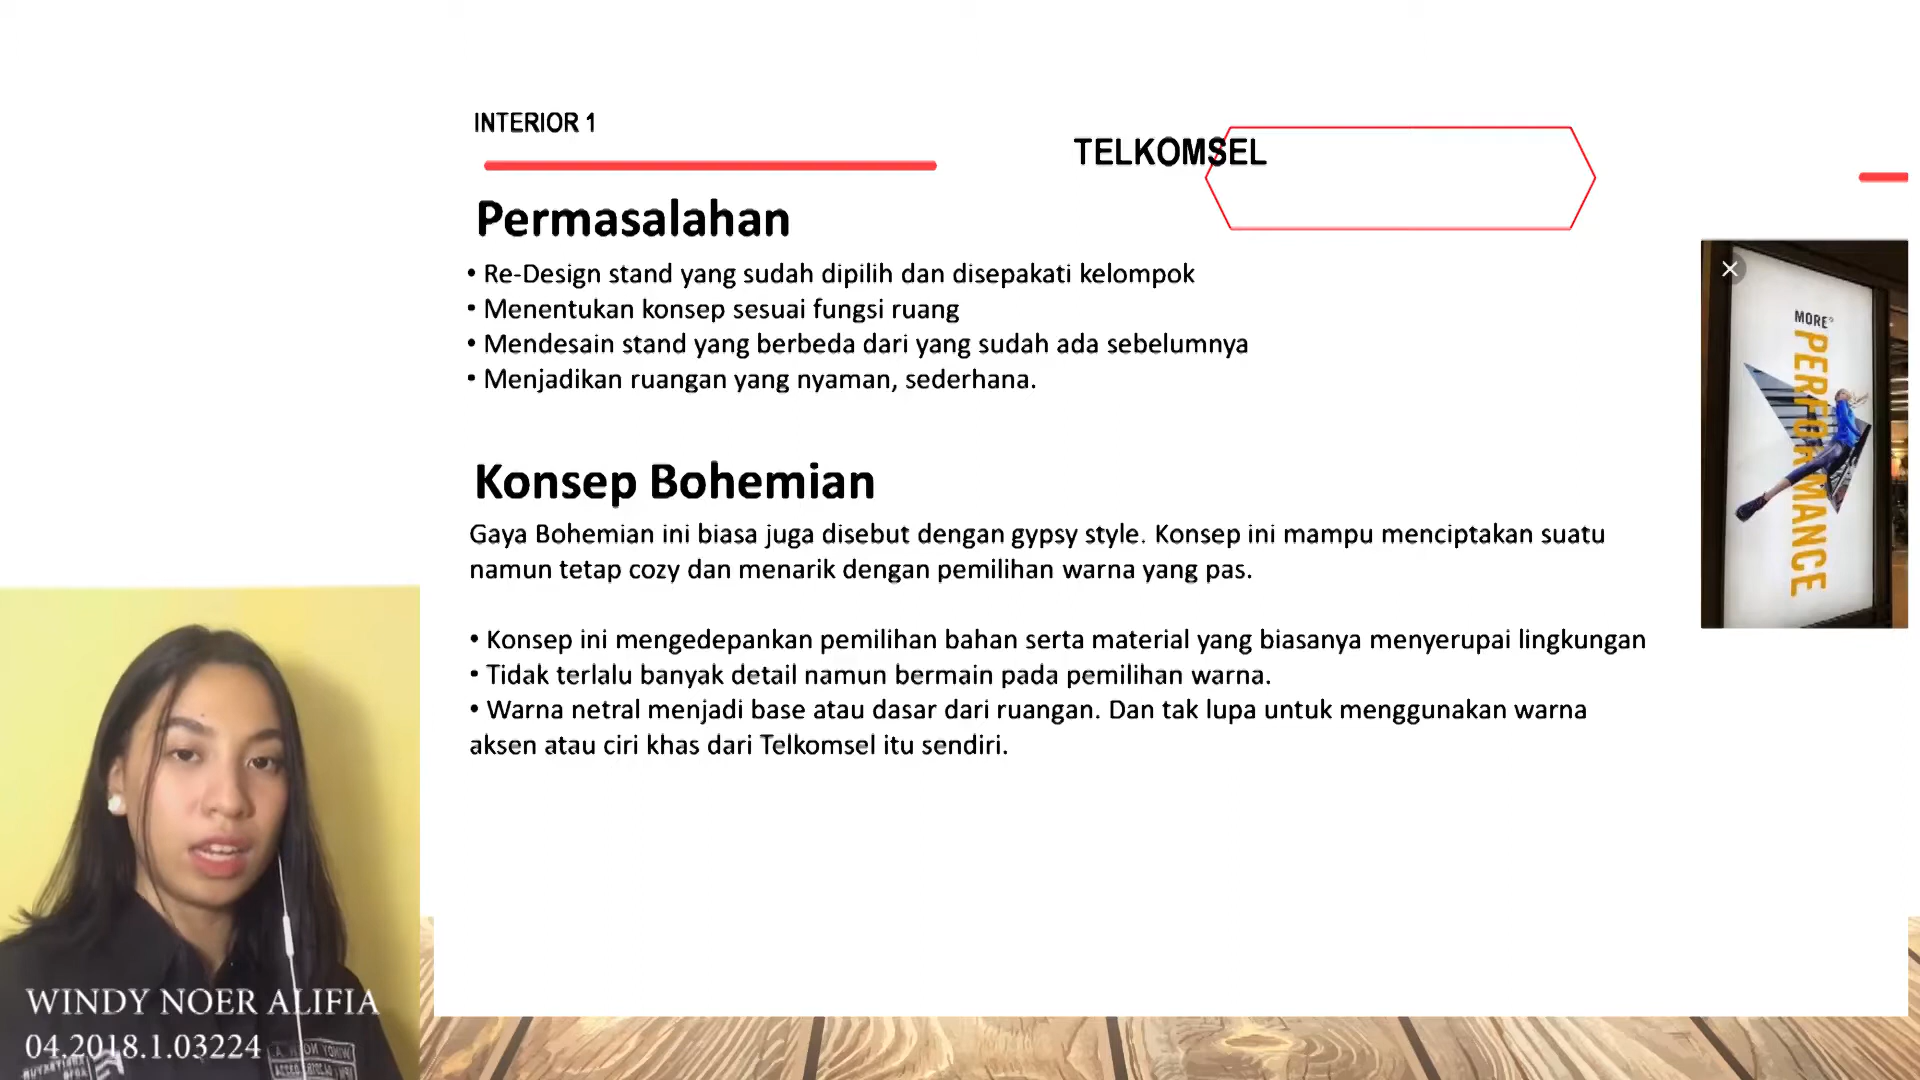 INTERIOR 1
TELKOMSEL
Permasalahan
• Re-Design stand yang sudah dipilih dan disepakati kelompok
• Menentukan konsep sesuai fungsi ruang
• Mendesain stand yang berbeda dari yang sudah ada sebelumnya
• Menjadikan ruangan yang nyaman, sederhana.
Konsep Bohemian
Gaya Bohemian ini biasa juga disebut dengan gypsy style. Konsep ini mampu menciptakan suatu
namun tetap cozy dan menarik dengan pemilihan warna yang pas.
• Konsep ini mengedepankan pemilihan bahan serta material yang biasanya menyerupai lingkungan
• Tidak terlalu banyak detail namun bermain pada pemilihan warna.
• Warna netral menjadi base atau dasar dari ruangan. Dan tak lupa untuk menggunakan warna
aksen atau ciri khas dari Telkomsel itu sendiri.
MORE°
PERFORMANCE
WINDY NOER ALIFIA
04.2018.1.03224